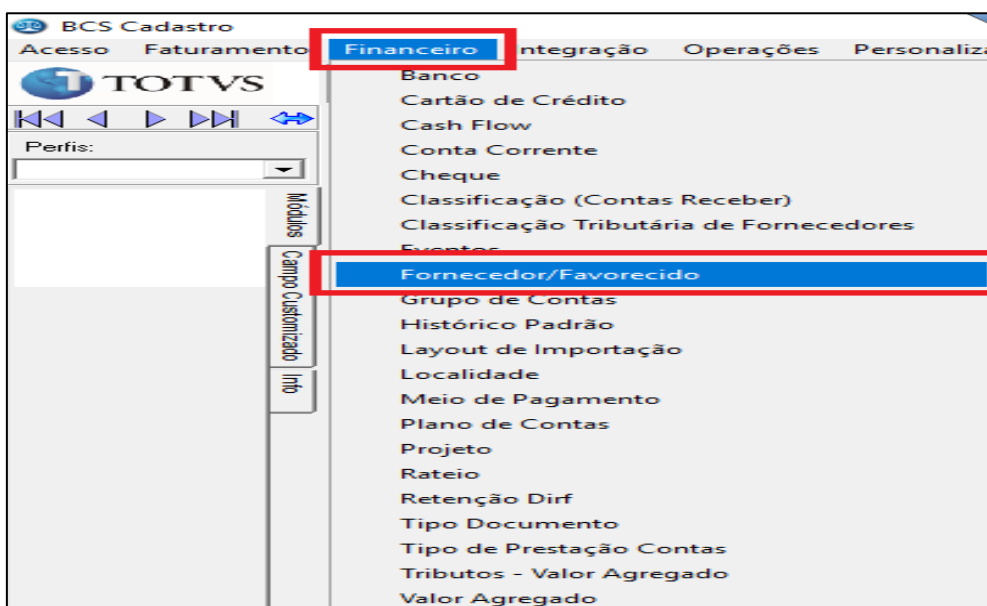 BCS Cadastro
Acesso Faturamento Financeiro Integração Operações
TOTVS
Perfis:
Módulos
Campo Customizado
Info
Banco
Cartão de Crédito
Cash Flow
Conta Corrente
Cheque
Classificação (Contas Receber)
Classificação Tributária de Fornecedores
Eventos
Fornecedor/Favorecido
Grupo de Contas
Histórico Padrão
Layout de Importação
Localidade
Meio de Pagamento
Plano de Contas
Projeto
Rateio
Retenção Dirf
Tipo Documento
Tipo de Prestação Contas
Tributos - Valor Agregado
Valor Agregado